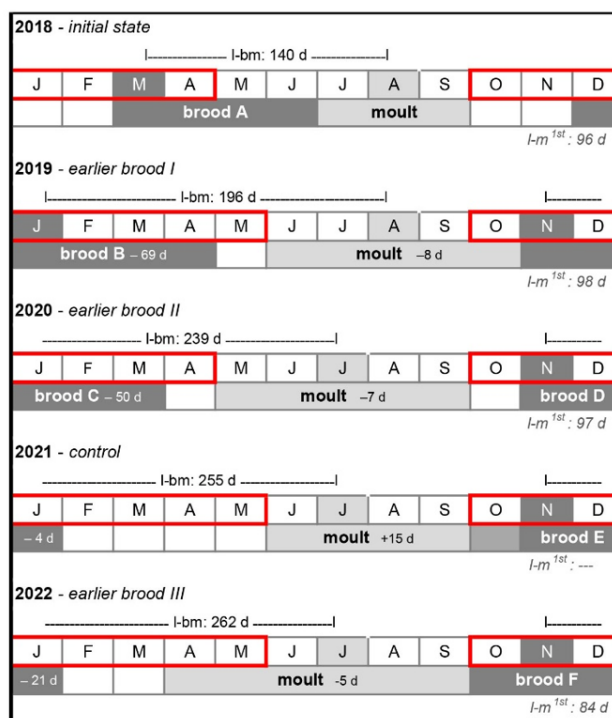 2018 - initial state
l-bm: 140 d
J F M A M J J A S O N D
brood A moult
l-m 1st : 96 d
2019 - earlier brood I
l-bm: 196 d
J F M A M J J A S O N D
brood B – 69 d moult –8 d
l-m 1st : 98 d
2020 - earlier brood II
l-bm: 239 d
J F M A M J J A S O N D
brood C – 50 d moult –7 d brood D
l-m 1st : 97 d
2021 - control
l-bm: 255 d
J F M A M J J A S O N D
– 4 d moult +15 d brood E
l-m 1st : ---
2022 - earlier brood III
l-bm: 262 d
J F M A M J J A S O N D
– 21 d moult -5 d brood F
l-m 1st : 84 d